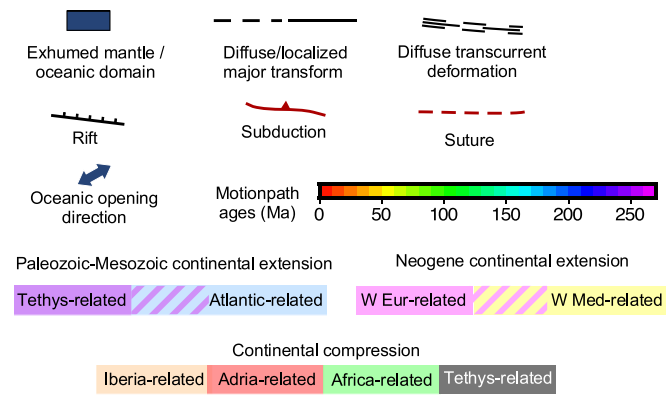 Exhumed mantle /
oceanic domain
Diffuse/localized
major transform
Diffuse transcurrent
deformation
Rift
Subduction
Suture
Oceanic opening
direction
Motionpath
ages (Ma)
0 50 100 150 200 250
Paleozoic-Mesozoic continental extension
Tethys-related Atlantic-related
Neogene continental extension
W Eur-related W Med-related
Continental compression
Iberia-related Adria-related Africa-related Tethys-related